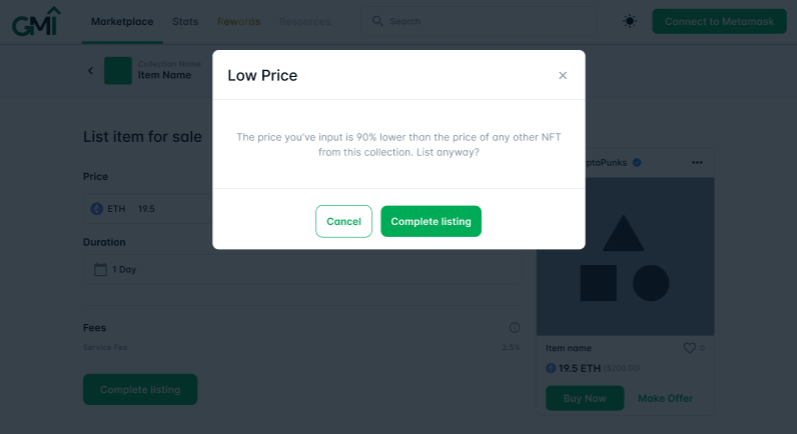 GMI
Marketplace Stats Rewards Resources Search Connect to Metamask
Collection Name
Item Name
Low Price
The price you've input is 90% lower than the price of any other NFT
from this collection. List anyway?
Cancel Complete listing
List item for sale
Price
ETH 19.5
Duration
1 Day
Fees
Service Fee 2.5%
Complete listing
ptoPunks
Item name 0
19.5 ETH ($200.00)
Buy Now Make Offer